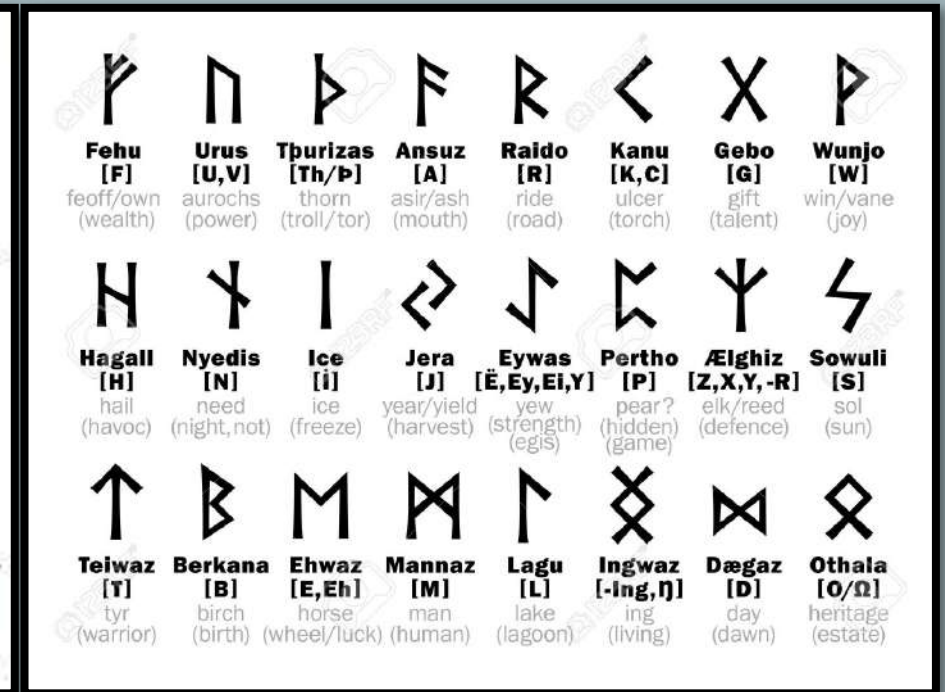 ᚠ ᚢ ᚦ ᚨ ᚱ ᚲ ᚷ ᚹ
Fehu Urus Tþurizas Ansuz Raido Kanu Gebo Wunjo
[F] [U,V] [Th/Þ] [A] [R] [K,C] [G] [W]
feoff/own aurochs thorn asir/ash ride ulcer gift win/vane
(wealth) (power) (troll/tor) (mouth) (road) (torch) (talent) (joy)
ᚺ ᚾ ᛁ ᛃ ᛇ ᛈ ᛉ ᛊ
Hagall Nyedis Ice Jera Eywas Pertho Ælghiz Sowuli
[H] [N] [İ] [J] [Ë,Ey,Ei,Y] [P] [Z,X,Y,-R] [S]
hail need ice year/yield yew pear? elk/reed sol
(havoc) (night,not) (freeze) (harvest) (strength) (hidden) (defence) (sun)
(egis) (game)
ᛏ ᛒ ᛖ ᛗ ᛚ ᛝ ᛞ ᛟ
Teiwaz Berkana Ehwaz Mannaz Lagu Ingwaz Dægaz Othala
[T] [B] [E,Eh] [M] [L] [-Ing,Ŋ] [D] [O/Ω]
tyr birch horse man lake ing day heritage
(warrior) (birth) (wheel/luck) (human) (lagoon) (living) (dawn) (estate)